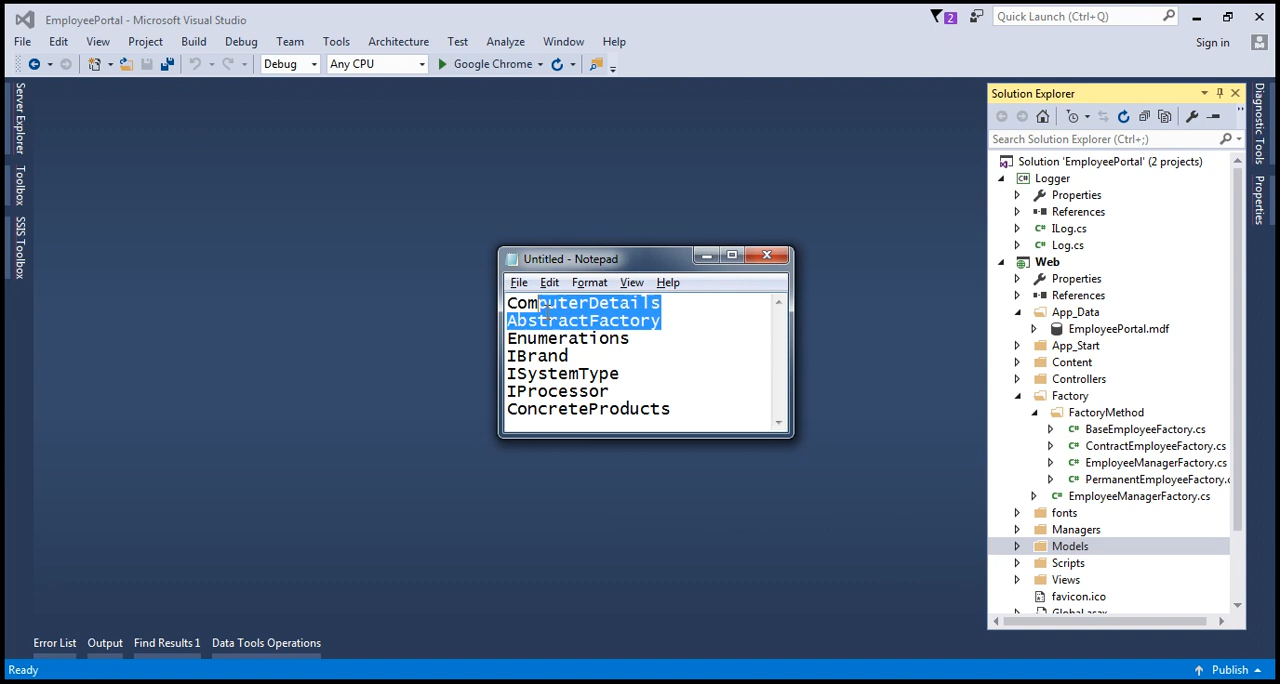 EmployeePortal - Microsoft Visual Studio
2
Quick Launch (Ctrl+Q)
File Edit View Project Build Debug Team Tools Architecture Test Analyze Window Help
Sign in
Debug Any CPU Google Chrome
Server Explorer
Toolbox
SSIS Toolbox
Untitled - Notepad
File Edit Format View Help
ComputerDetails
AbstractFactory
Enumerations
IBrand
ISystemType
IProcessor
ConcreteProducts
Solution Explorer
Search Solution Explorer (Ctrl+;)
Solution 'EmployeePortal' (2 projects)
C# Logger
Properties
References
C# ILog.cs
C# Log.cs
Web
Properties
References
App_Data
EmployeePortal.mdf
App_Start
Content
Controllers
Factory
FactoryMethod
C# BaseEmployeeFactory.cs
C# ContractEmployeeFactory.cs
C# EmployeeManagerFactory.cs
C# PermanentEmployeeFactory.c
C# EmployeeManagerFactory.cs
fonts
Managers
Models
Scripts
Views
favicon.ico
Global.asax
Diagnostic Tools
Properties
Error List Output Find Results 1 Data Tools Operations
Ready
Publish